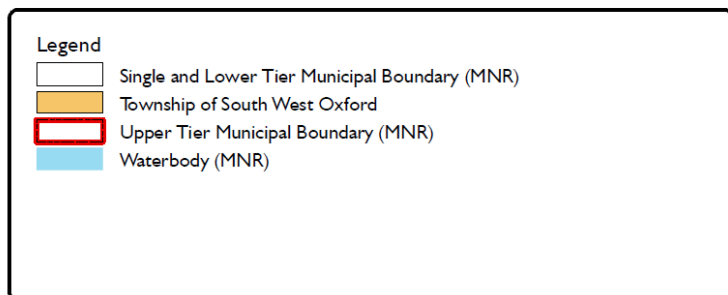 Legend
Single and Lower Tier Municipal Boundary (MNR)
Township of South West Oxford
Upper Tier Municipal Boundary (MNR)
Waterbody (MNR)